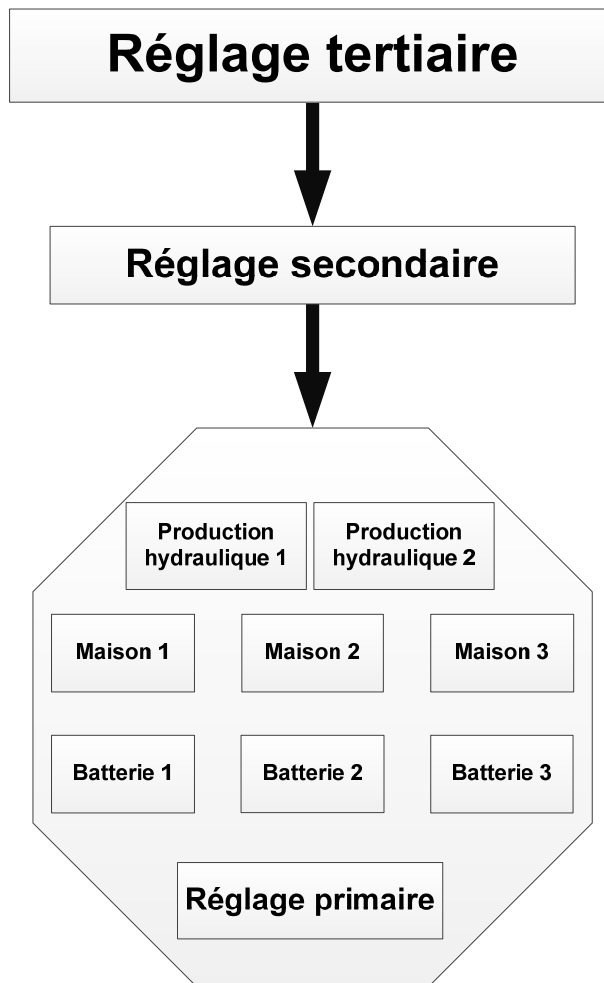 Réglage tertiaire
Réglage secondaire
Production
hydraulique 1
Production
hydraulique 2
Maison 1
Maison 2
Maison 3
Batterie 1
Batterie 2
Batterie 3
Réglage primaire